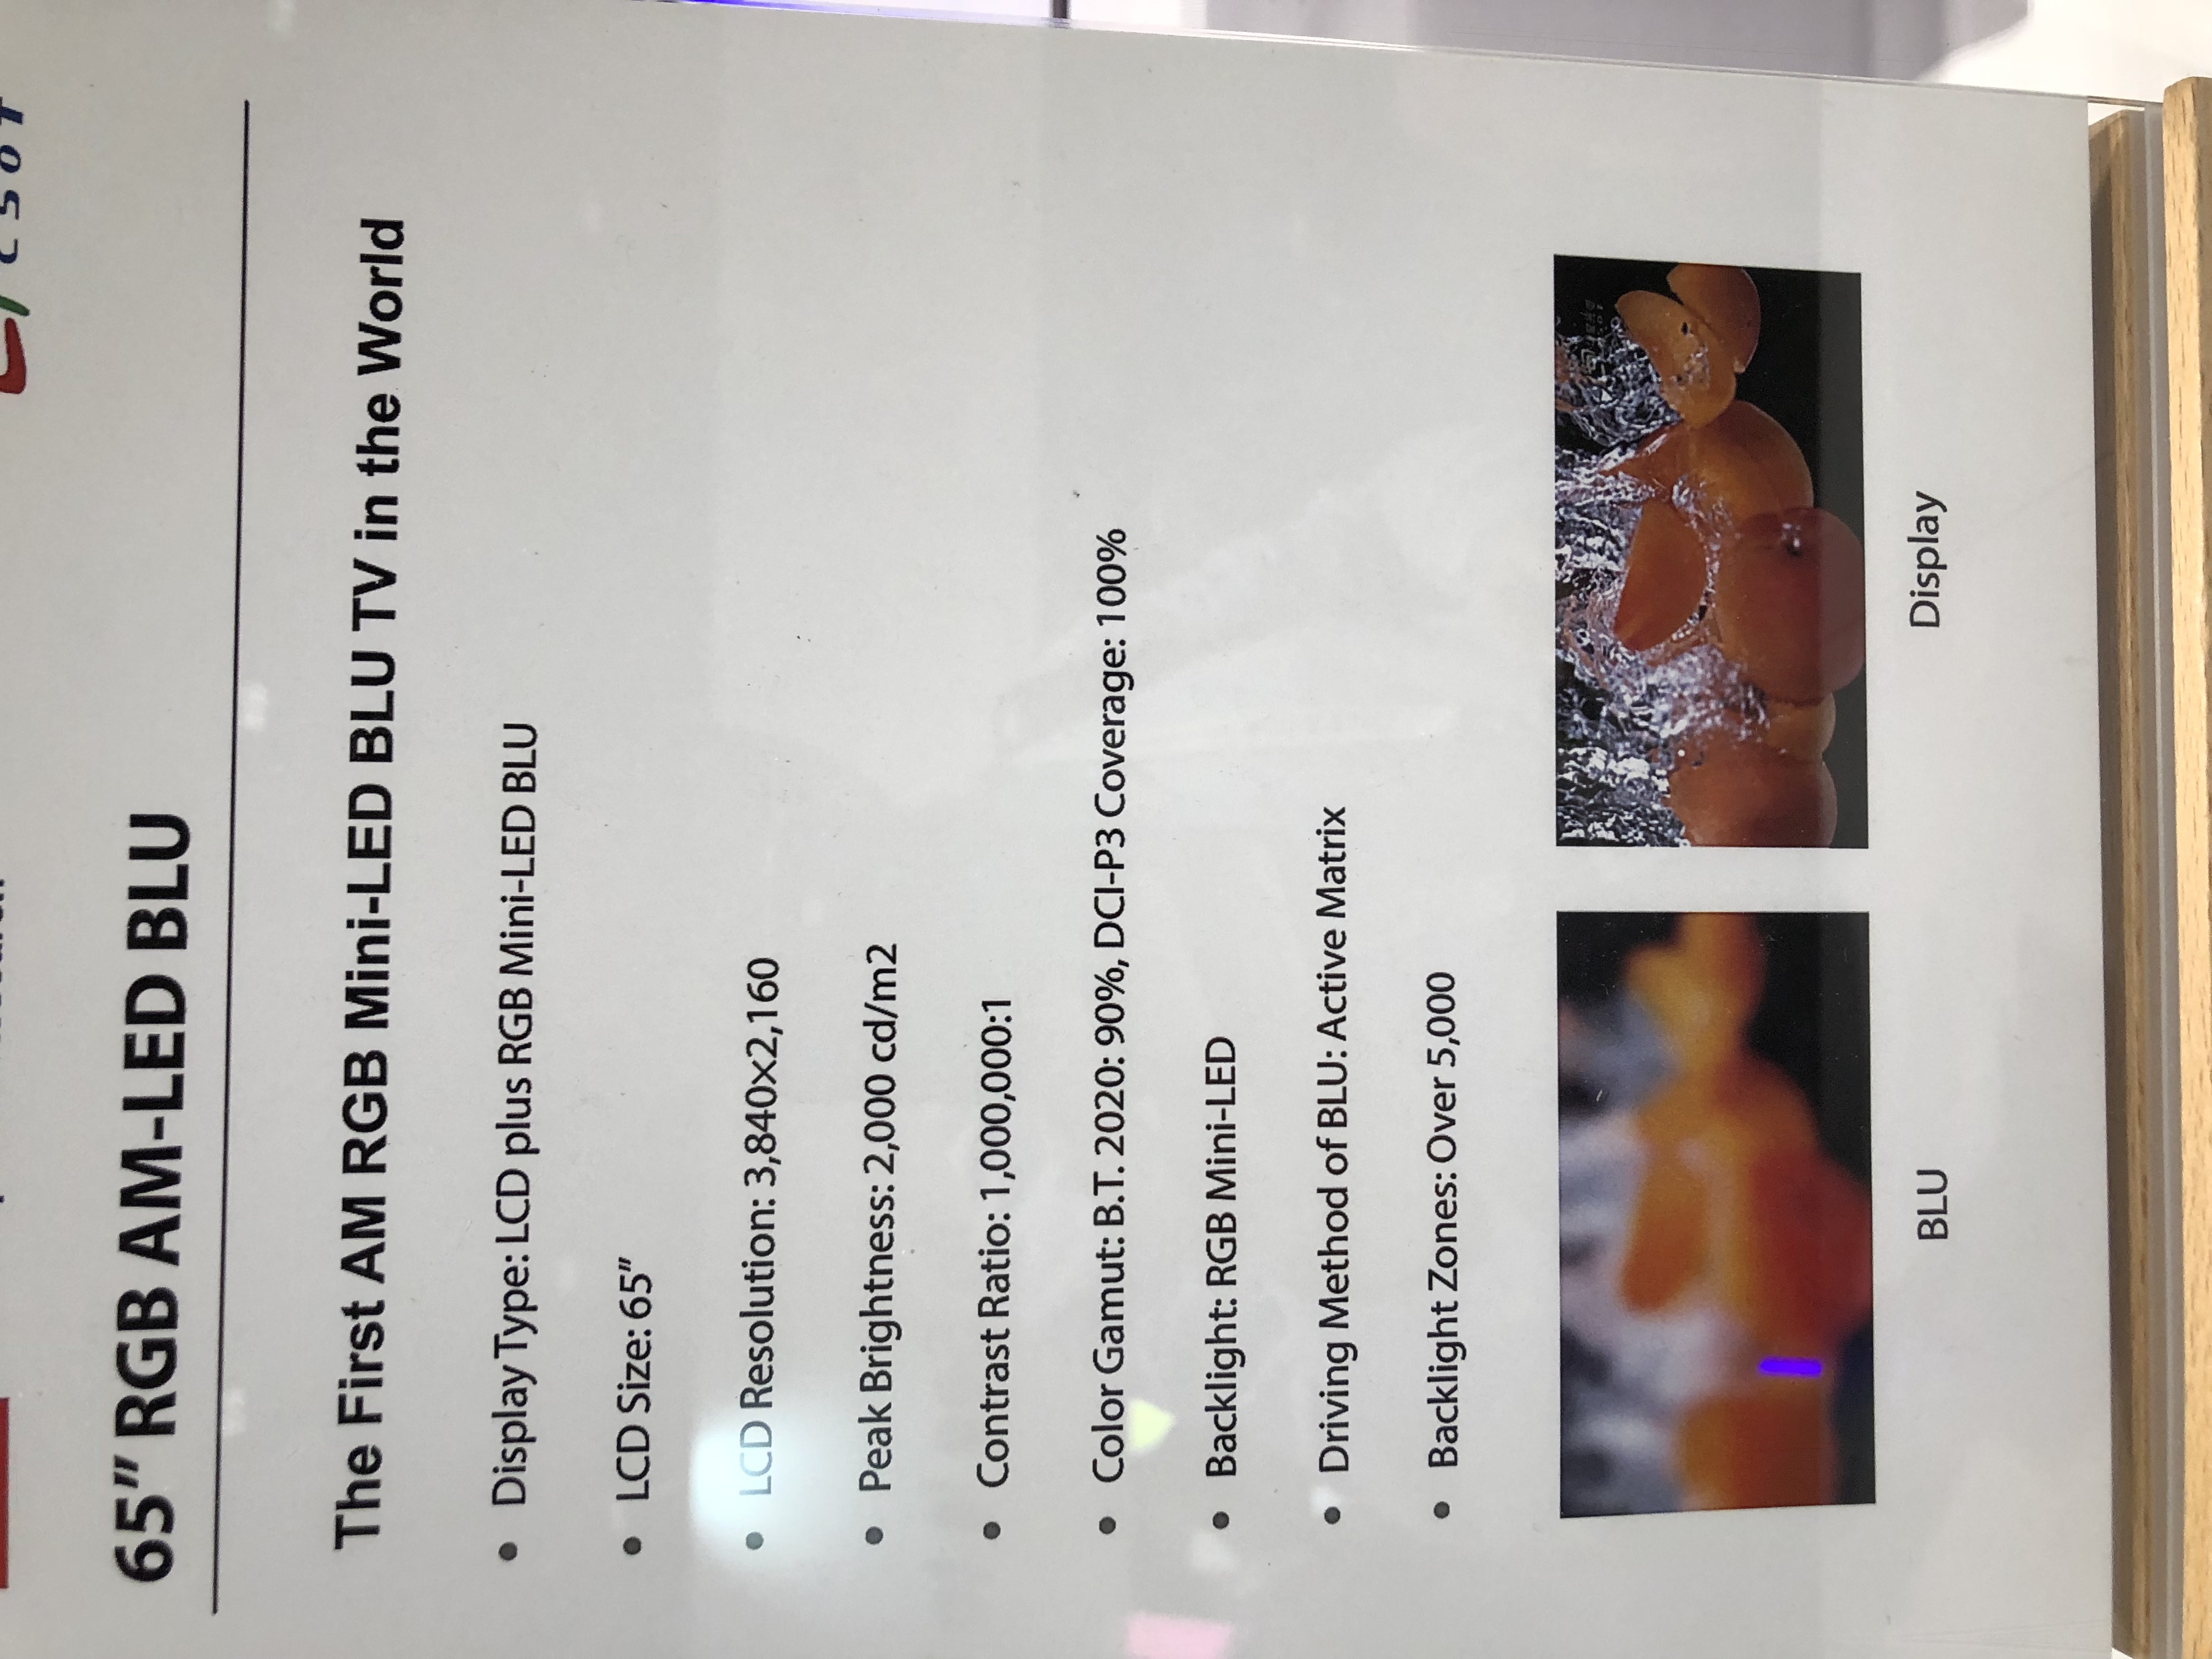 CSOT
65" RGB AM-LED BLU
The First AM RGB Mini-LED BLU TV in the World
• Display Type: LCD plus RGB Mini-LED BLU
• LCD Size: 65"
• LCD Resolution: 3,840×2,160
• Peak Brightness: 2,000 cd/m2
• Contrast Ratio: 1,000,000:1
• Color Gamut: B.T. 2020: 90%, DCI-P3 Coverage: 100%
• Backlight: RGB Mini-LED
• Driving Method of BLU: Active Matrix
• Backlight Zones: Over 5,000
BLU
Display